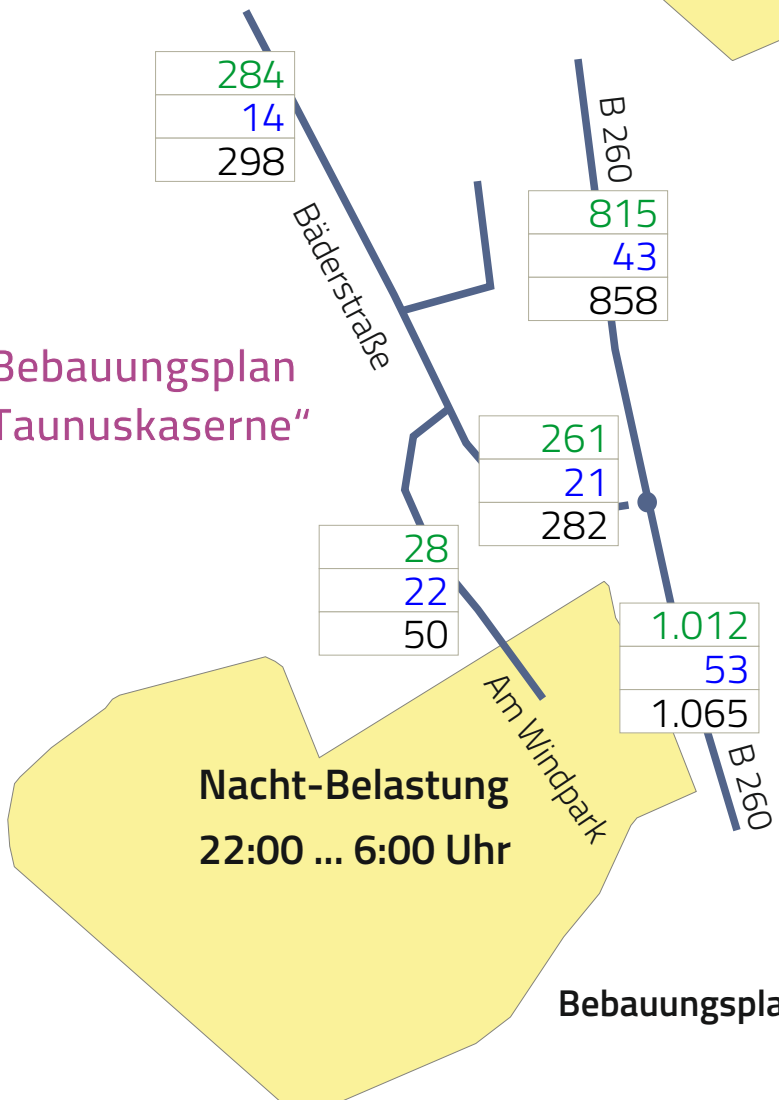 284
14
298
B 260
815
43
858
Bäderstraße
Bebauungsplan
Taunuskaserne“
261
21
282
28
22
50
1.012
53
1.065
Am Windpark
B 260
Nacht-Belastung
22:00 ... 6:00 Uhr
Bebauungspla